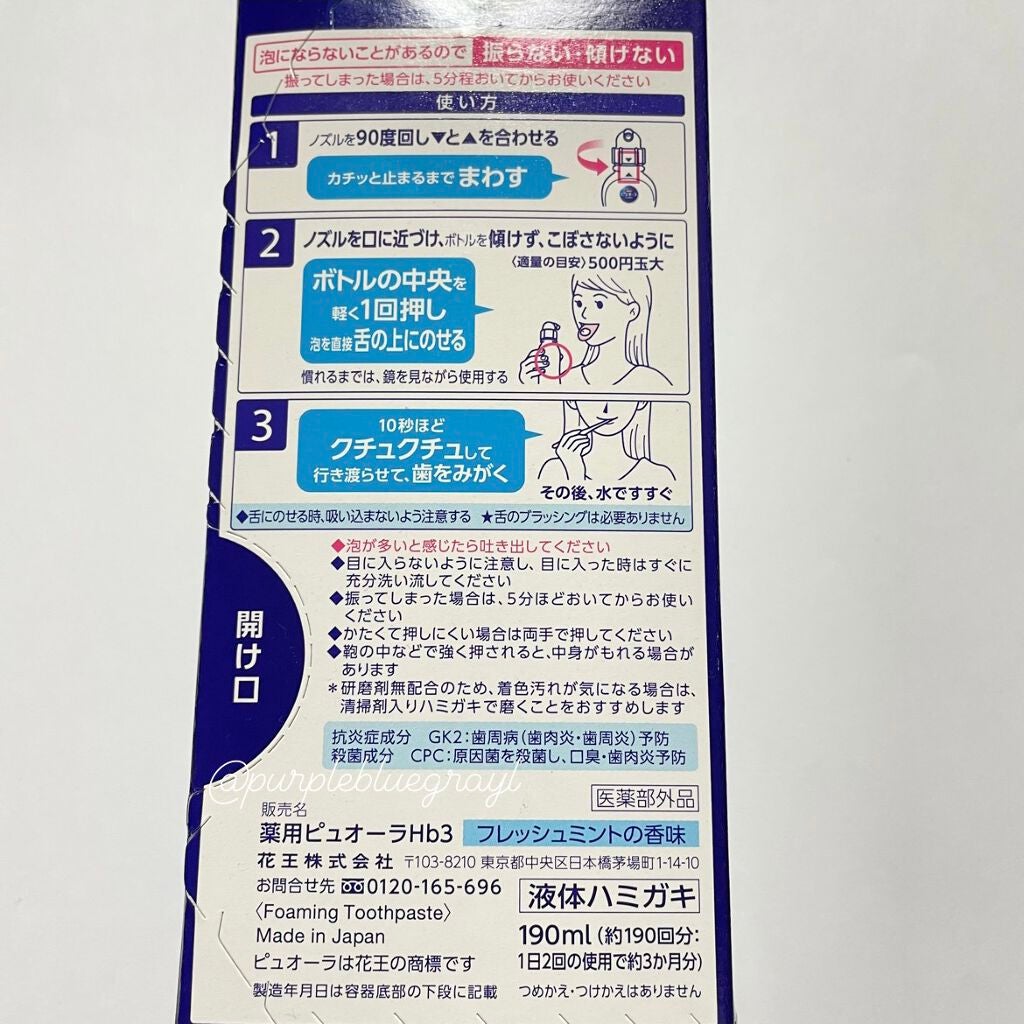 泡にならないことがあるので 振らない・傾けない
振ってしまった場合は、5分程おいてからお使いください
使い方
1 ノズルを90度回し▼と▲を合わせる
カチッと止まるまで まわす
2 ノズルを口に近づけ、ボトルを傾けず、こぼさないように
〈適量の目安〉500円玉大
ボトルの中央を
軽く1回押し
泡を直接 舌の上にのせる
慣れるまでは、鏡を見ながら使用する
3 10秒ほど
クチュクチュして
行き渡らせて、歯をみがく
その後、水ですすぐ
◆舌にのせる時、吸い込まないよう注意する ★舌のブラッシングは必要ありません
◆泡が多いと感じたら吐き出してください
◆目に入らないように注意し、目に入った時はすぐに
充分洗い流してください
◆振ってしまった場合は、5分ほどおいてからお使い
ください
◆かたくて押しにくい場合は両手で押してください
◆鞄の中などで強く押されると、中身がもれる場合が
あります
＊研磨剤無配合のため、着色汚れが気になる場合は、
清掃剤入りハミガキで磨くことをおすすめします
開け口
抗炎症成分 GK2：歯周病（歯肉炎・歯周炎）予防
殺菌成分 CPC：原因菌を殺菌し、口臭・歯肉炎予防
@purplebluegrayl
医薬部外品
販売名
薬用ピュオーラHb3 フレッシュミントの香味
花王株式会社 〒103-8210 東京都中央区日本橋茅場町1-14-10
お問合せ先 0120-165-696
液体ハミガキ
〈Foaming Toothpaste〉
Made in Japan
190ml（約190回分：
1日2回の使用で約3か月分）
ピュオーラは花王の商標です
製造年月日は容器底部の下段に記載 つめかえ・つけかえはありません